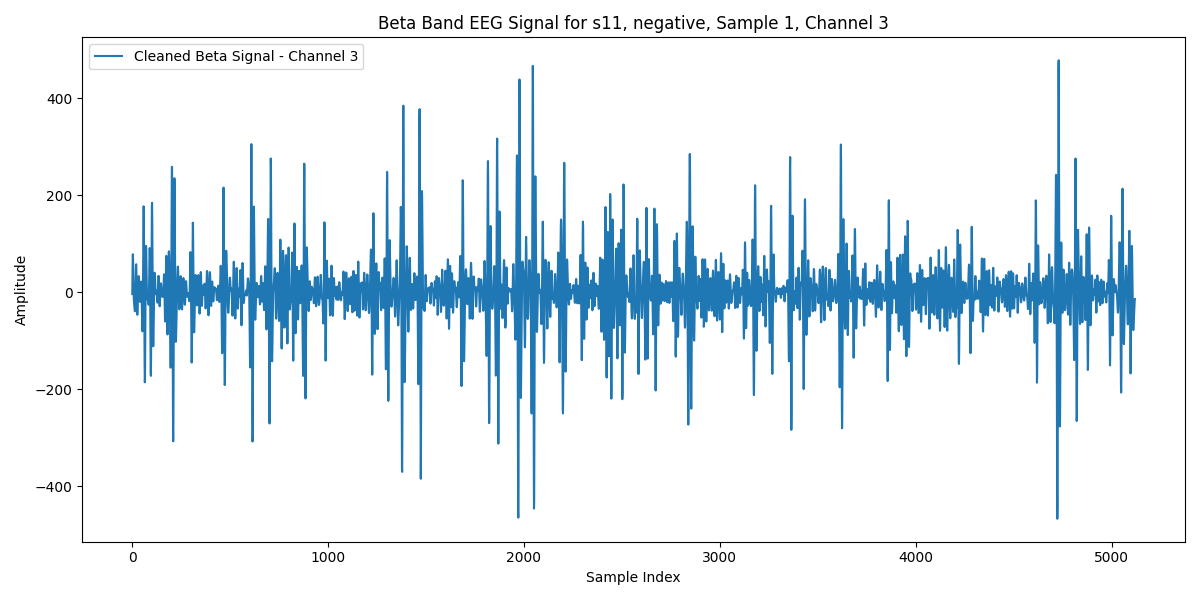 Beta Band EEG Signal for s11, negative, Sample 1, Channel 3
Cleaned Beta Signal - Channel 3
Amplitude
400
200
0
−200
−400
0 1000 2000 3000 4000 5000
Sample Index